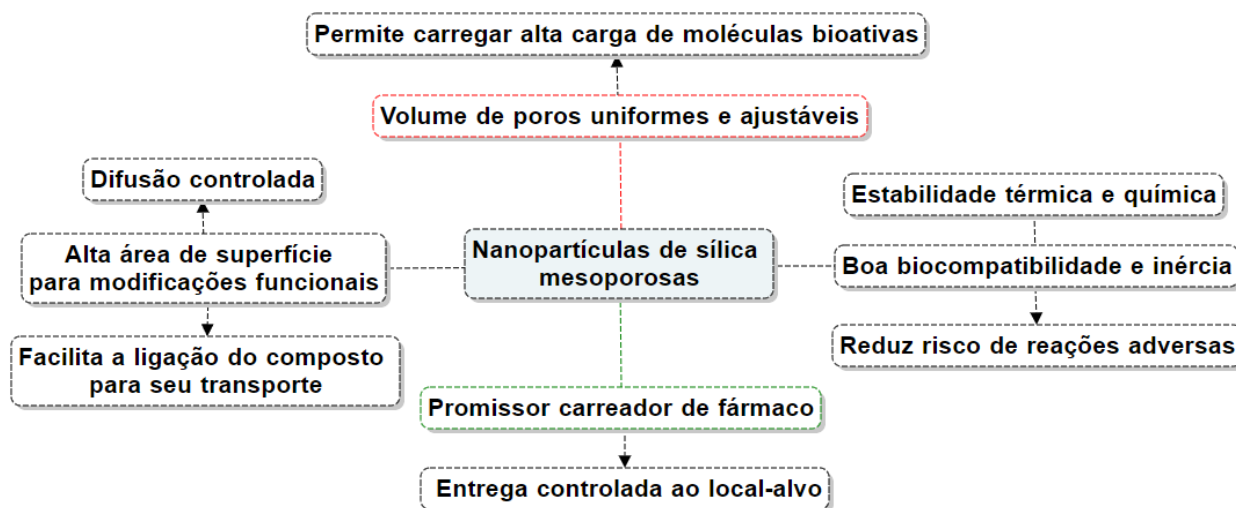 Permite carregar alta carga de moléculas bioativas
Volume de poros uniformes e ajustáveis
Difusão controlada
Alta área de superfície
para modificações funcionais
Facilita a ligação do composto
para seu transporte
Nanopartículas de sílica
mesoporosas
Estabilidade térmica e química
Boa biocompatibilidade e inércia
Reduz risco de reações adversas
Promissor carreador de fármaco
Entrega controlada ao local-alvo